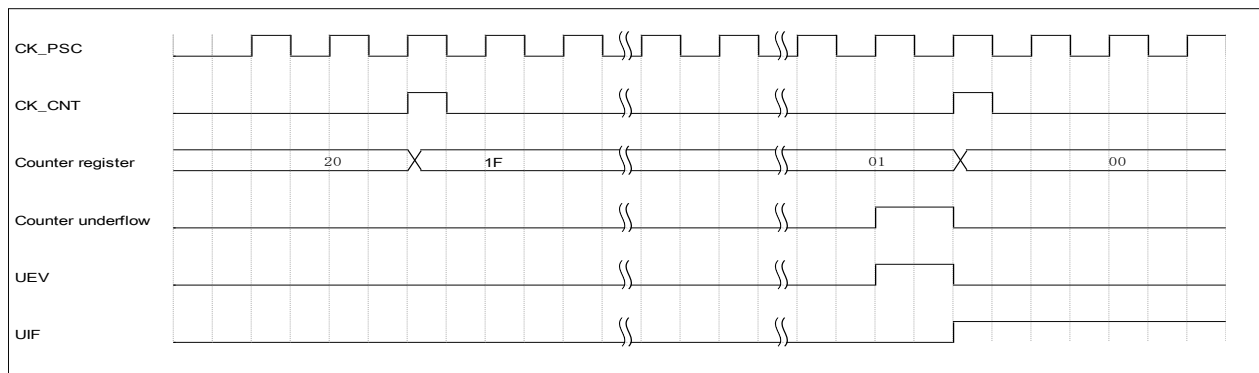 CK_PSC
CK_CNT
Counter register 20 1F 01 00
Counter underflow
UEV
UIF